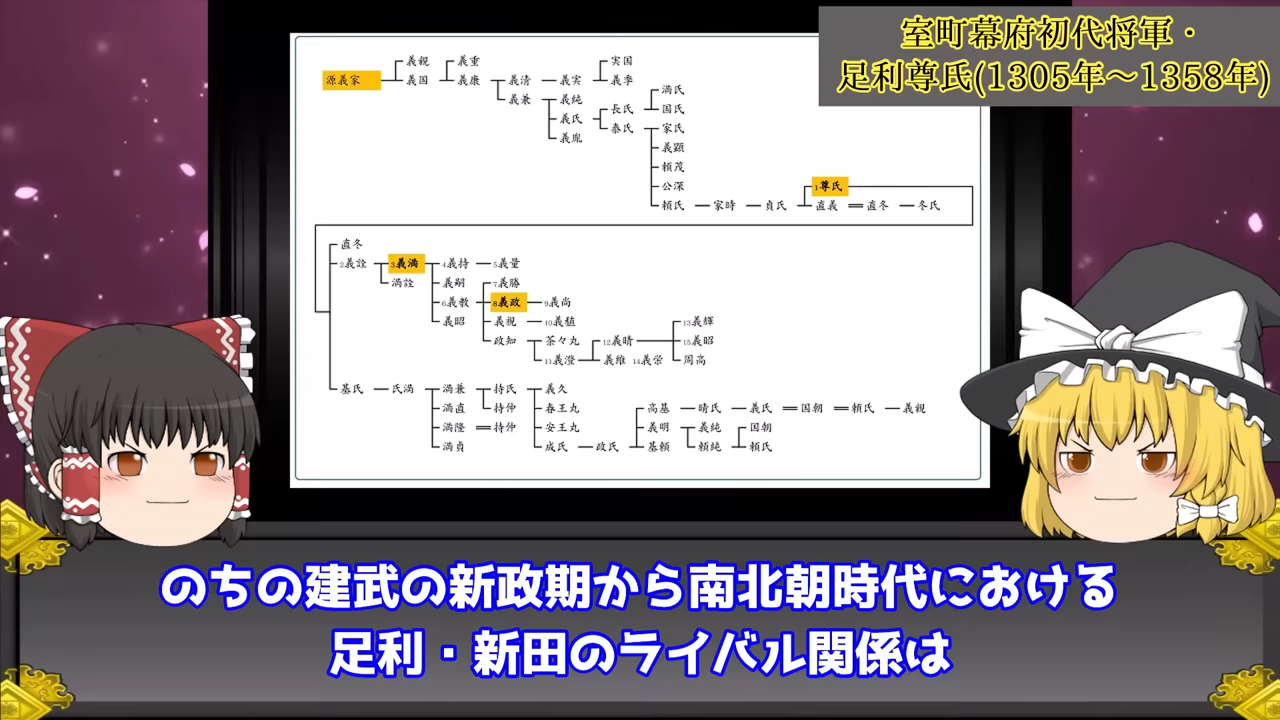 室町幕府初代将軍・
足利尊氏(1305年～1358年)
義親 義重 実国
源義家 義国 義康 義清 義実 義季
義兼 義純 満氏
義氏 長氏 国氏
義胤 泰氏 家氏
義顕
頼茂
公深 1尊氏
頼氏 家時 貞氏 直義 直冬 冬氏
直冬
2義詮 3義満 4義持 5義量
満詮 義嗣 7義勝
6義教 8義政 9義尚
義昭 義視 10義稙 13義輝
政知 茶々丸 12義晴 15義昭
11義澄 義維 14義栄 周高
基氏 氏満 満兼 持氏 義久
満直 持仲 春王丸 高基 晴氏 義氏 国朝 頼氏 義親
満隆 持仲 安王丸 義明 義純 国朝
満貞 成氏 政氏 基頼 頼純 頼氏
のちの建武の新政期から南北朝時代における
足利・新田のライバル関係は